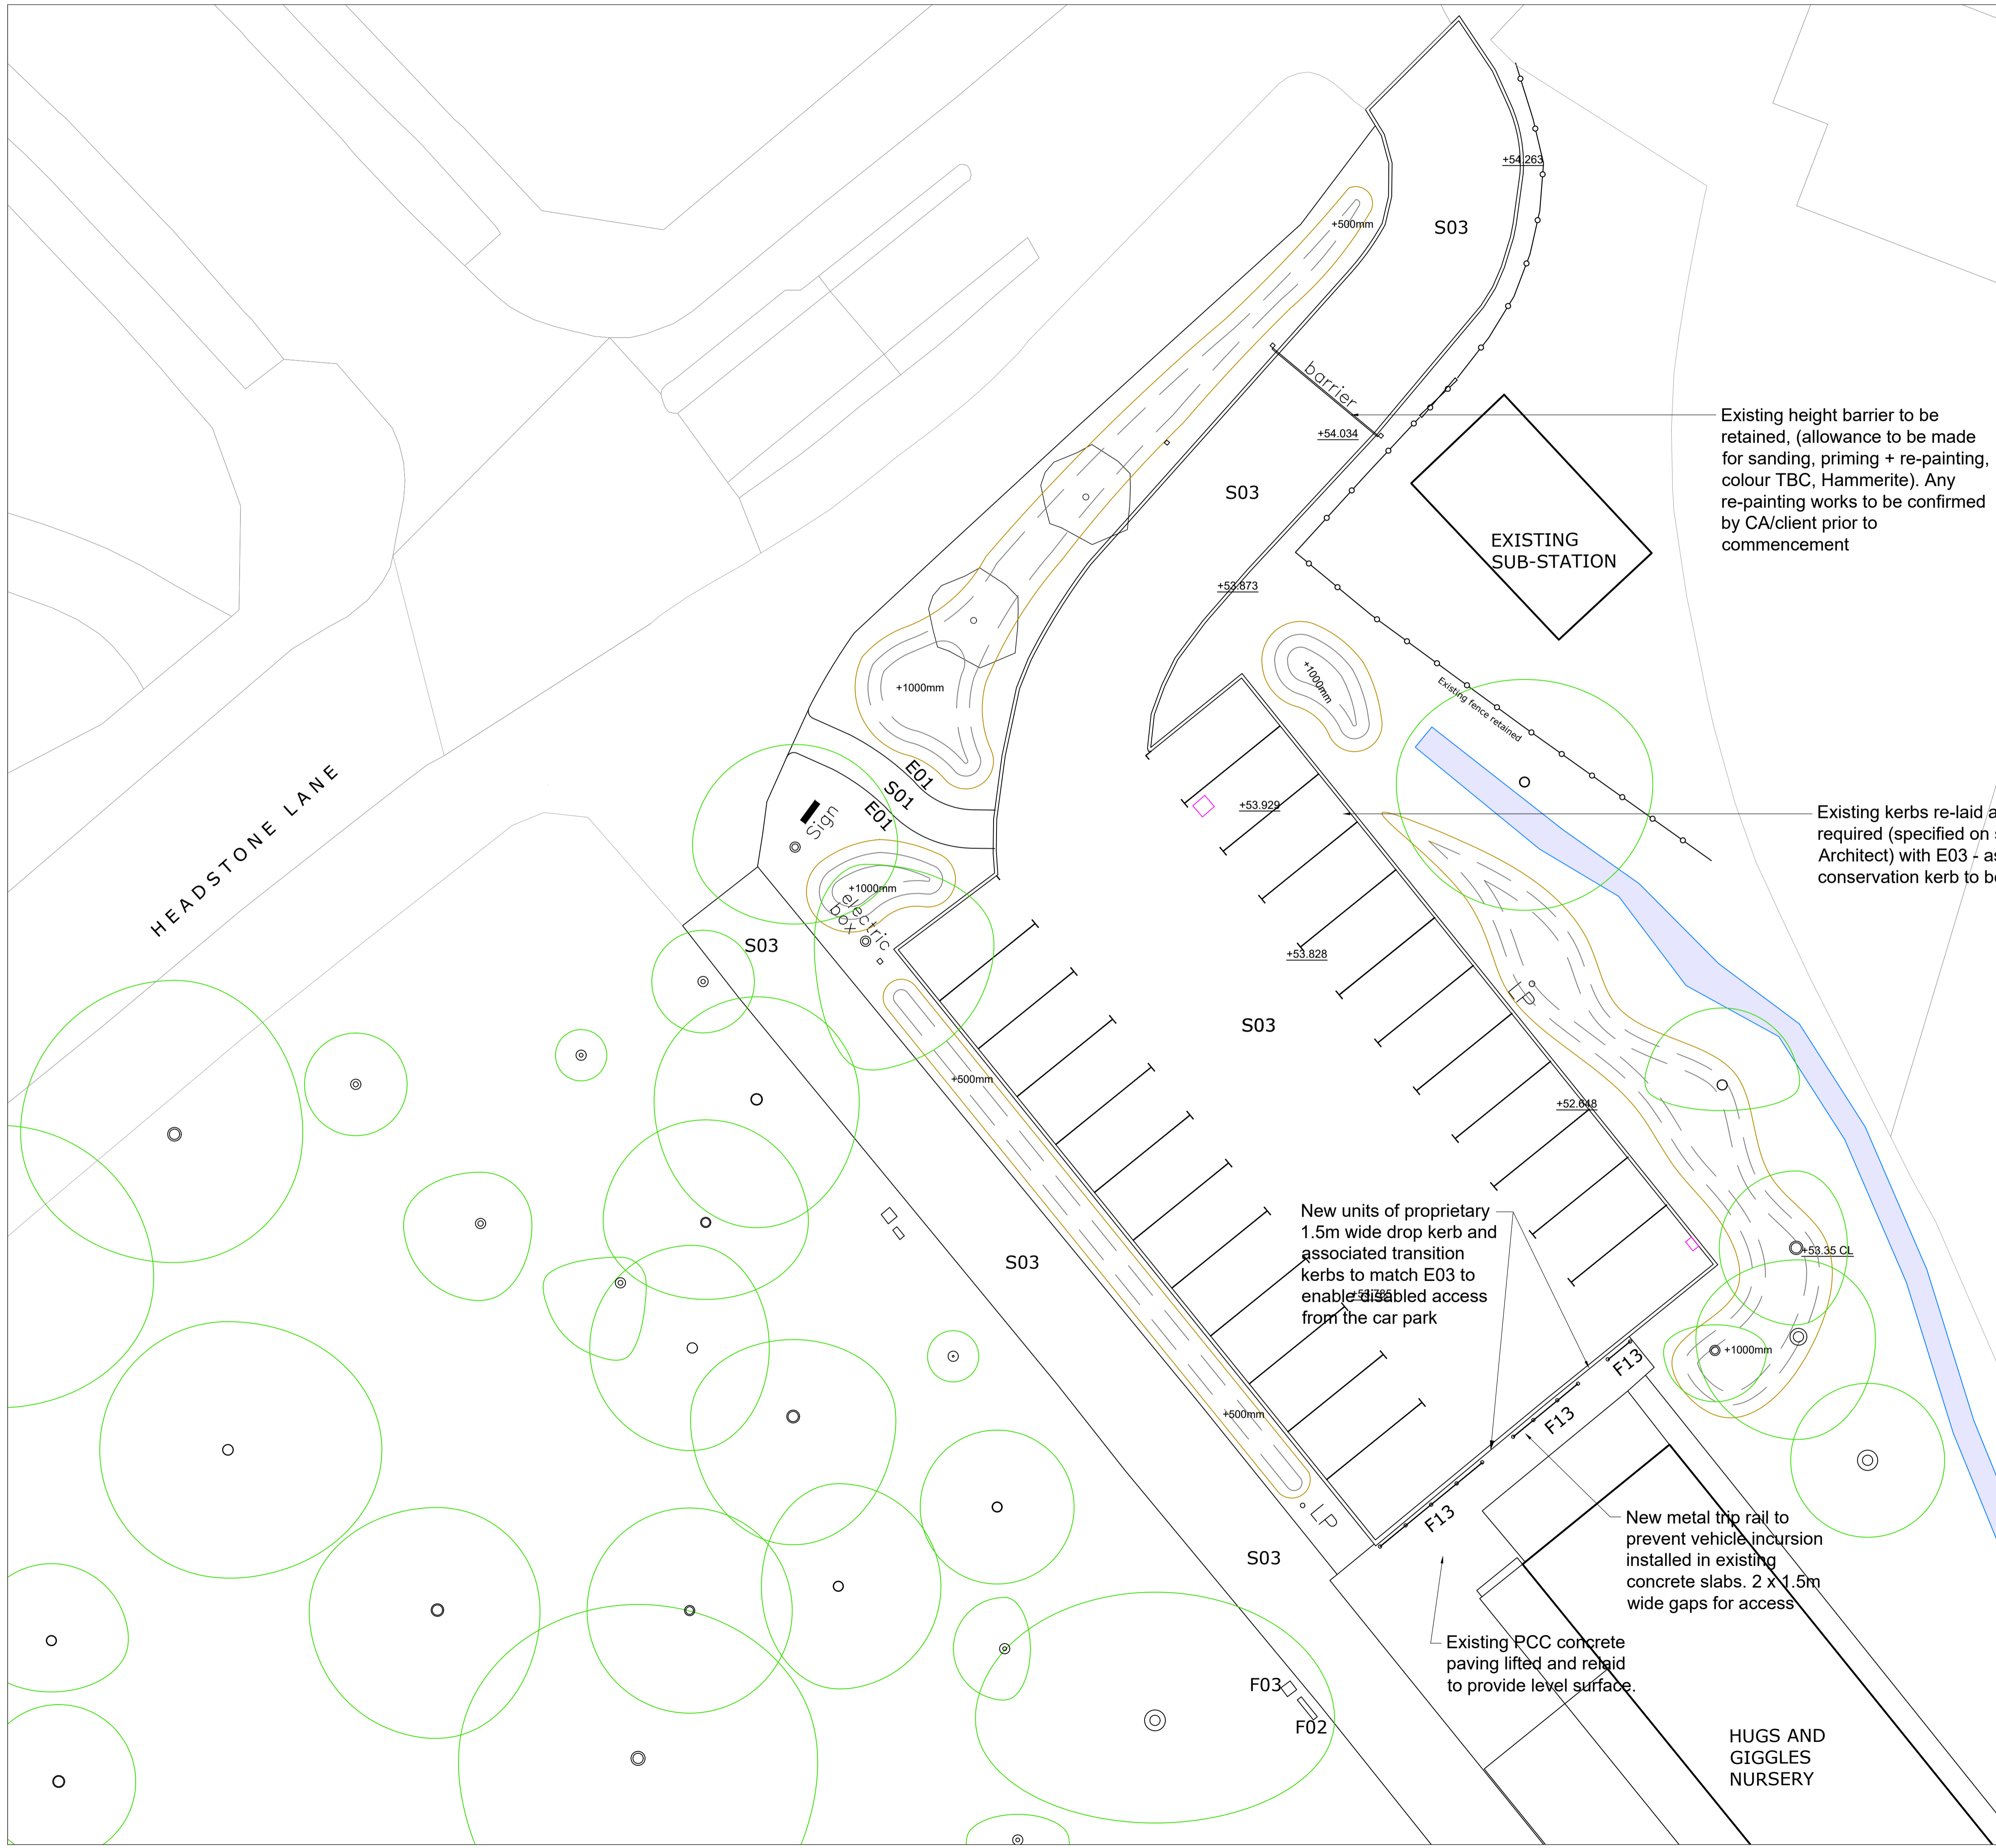 +54.263
+500mm
S03
barrier
+54.034
Existing height barrier to be
retained, (allowance to be made
for sanding, priming + re-painting,
colour TBC, Hammerite). Any
re-painting works to be confirmed
by CA/client prior to
commencement
S03
EXISTING
SUB-STATION
+53.873
+1000mm
+1000mm
Existing fence retained
HEADSTONE LANE
E01
S01
E01
Sign
+53.929
Existing kerbs re-laid
required (specified on
Architect) with E03 -
conservation kerb to
+1000mm
electric
box
S03
+53.828
LP
S03
+500mm
+52.648
New units of proprietary
1.5m wide drop kerb and
associated transition
kerbs to match E03 to
enable disabled access
from the car park
+53.35 CL
S03
+1000mm
F13
+500mm
F13
F13
LP
New metal trip rail to
prevent vehicle incursion
installed in existing
concrete slabs. 2 x 1.5m
wide gaps for access
S03
Existing PCC concrete
paving lifted and relaid
to provide level surface.
F03
F02
HUGS AND
GIGGLES
NURSERY